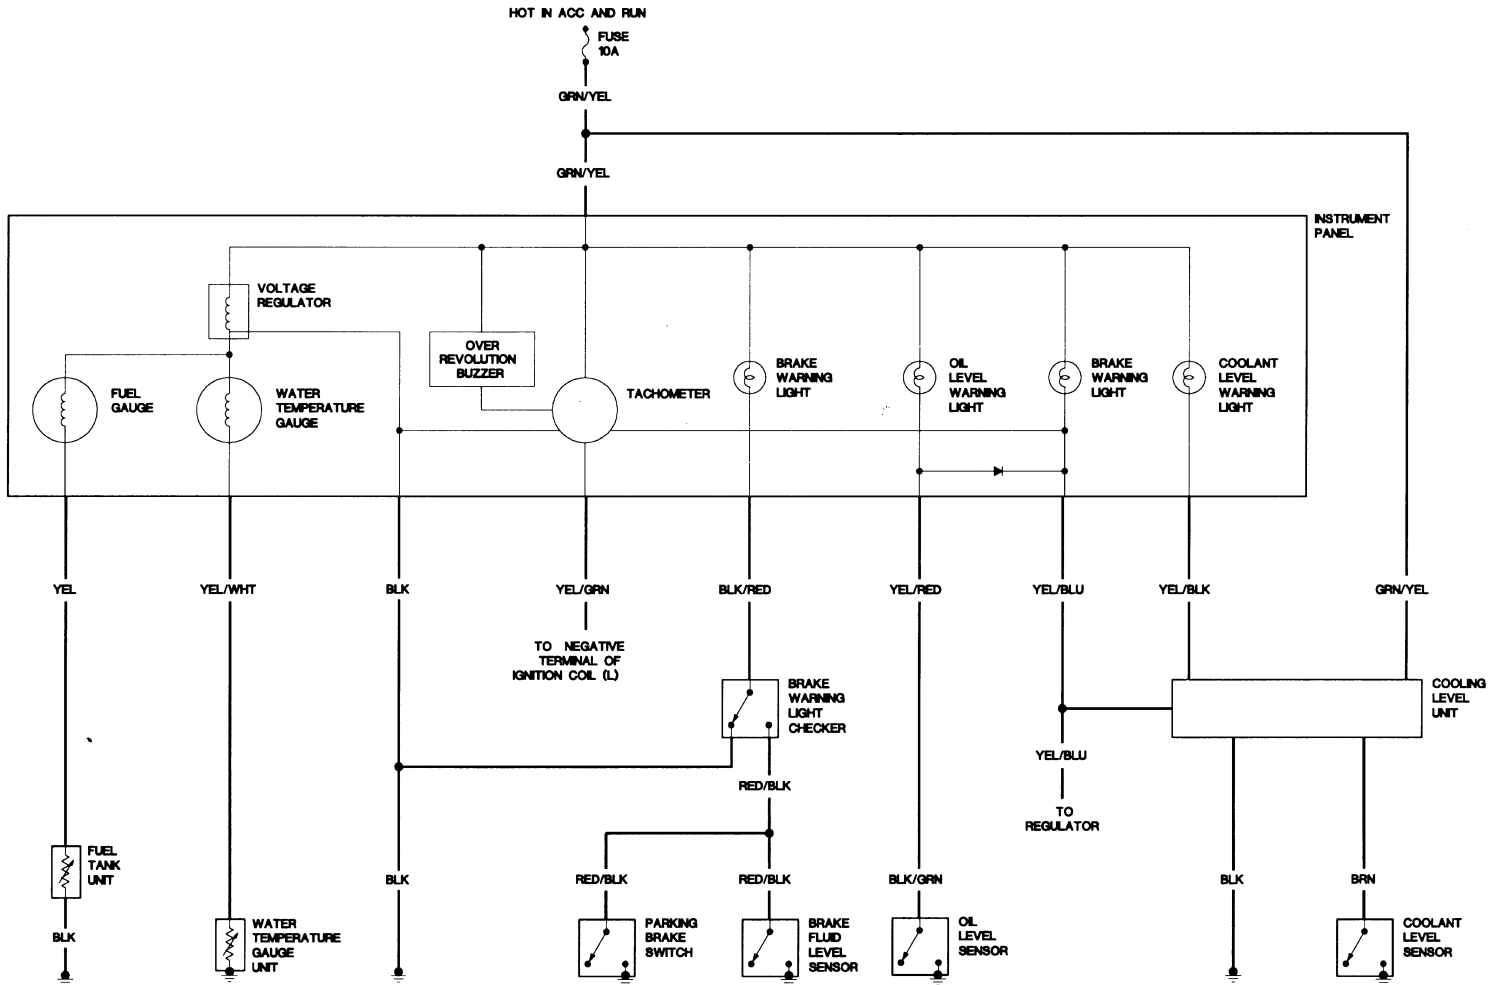 HOT IN ACC AND RUN
FUSE
10A
GRN/YEL
GRN/YEL
INSTRUMENT
PANEL
VOLTAGE
REGULATOR
OVER
REVOLUTION
BUZZER
FUEL
GAUGE
WATER
TEMPERATURE
GAUGE
TACHOMETER
BRAKE
WARNING
LIGHT
OIL
LEVEL
WARNING
LIGHT
BRAKE
WARNING
LIGHT
COOLANT
LEVEL
WARNING
LIGHT
YEL
YEL/WHT
BLK
YEL/GRN
BLK/RED
YEL/RED
YEL/BLU
YEL/BLK
GRN/YEL
TO NEGATIVE
TERMINAL OF
IGNITION COIL (L)
BRAKE
WARNING
LIGHT
CHECKER
COOLING
LEVEL
UNIT
YEL/BLU
TO
REGULATOR
RED/BLK
FUEL
TANK
UNIT
BLK
RED/BLK
RED/BLK
BLK/GRN
BLK
BRN
BLK
WATER
TEMPERATURE
GAUGE
UNIT
PARKING
BRAKE
SWITCH
BRAKE
FLUID
LEVEL
SENSOR
OIL
LEVEL
SENSOR
COOLANT
LEVEL
SENSOR